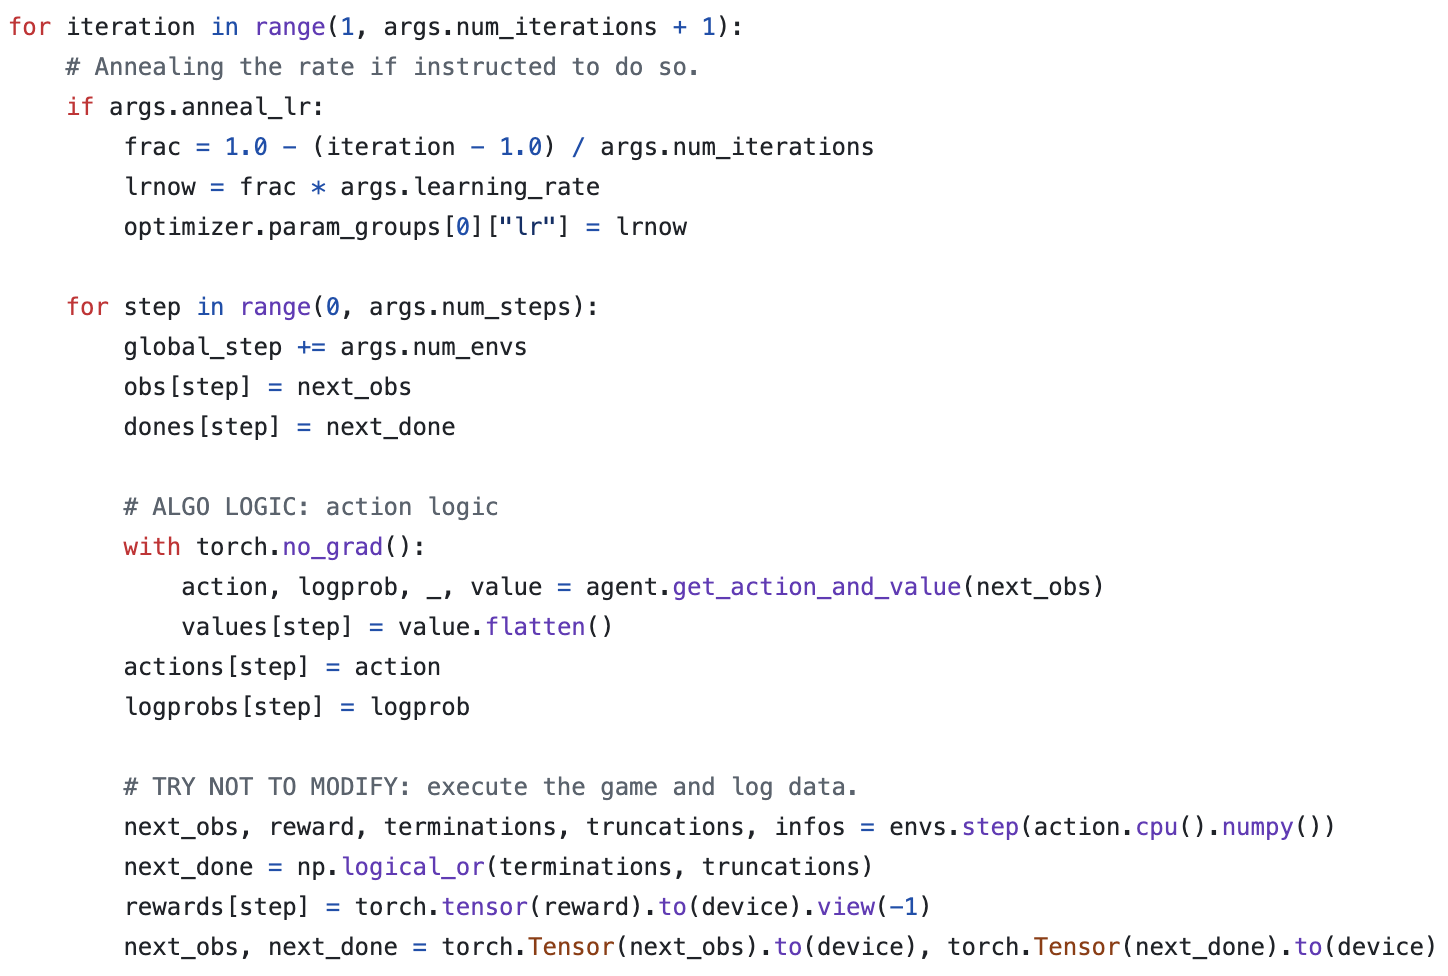 for iteration in range(1, args.num_iterations + 1):
    # Annealing the rate if instructed to do so.
    if args.anneal_lr:
        frac = 1.0 - (iteration - 1.0) / args.num_iterations
        lrnow = frac * args.learning_rate
        optimizer.param_groups[0]["lr"] = lrnow

    for step in range(0, args.num_steps):
        global_step += args.num_envs
        obs[step] = next_obs
        dones[step] = next_done

        # ALGO LOGIC: action logic
        with torch.no_grad():
            action, logprob, _, value = agent.get_action_and_value(next_obs)
            values[step] = value.flatten()
        actions[step] = action
        logprobs[step] = logprob

        # TRY NOT TO MODIFY: execute the game and log data.
        next_obs, reward, terminations, truncations, infos = envs.step(action.cpu().numpy())
        next_done = np.logical_or(terminations, truncations)
        rewards[step] = torch.tensor(reward).to(device).view(-1)
        next_obs, next_done = torch.Tensor(next_obs).to(device), torch.Tensor(next_done).to(device)